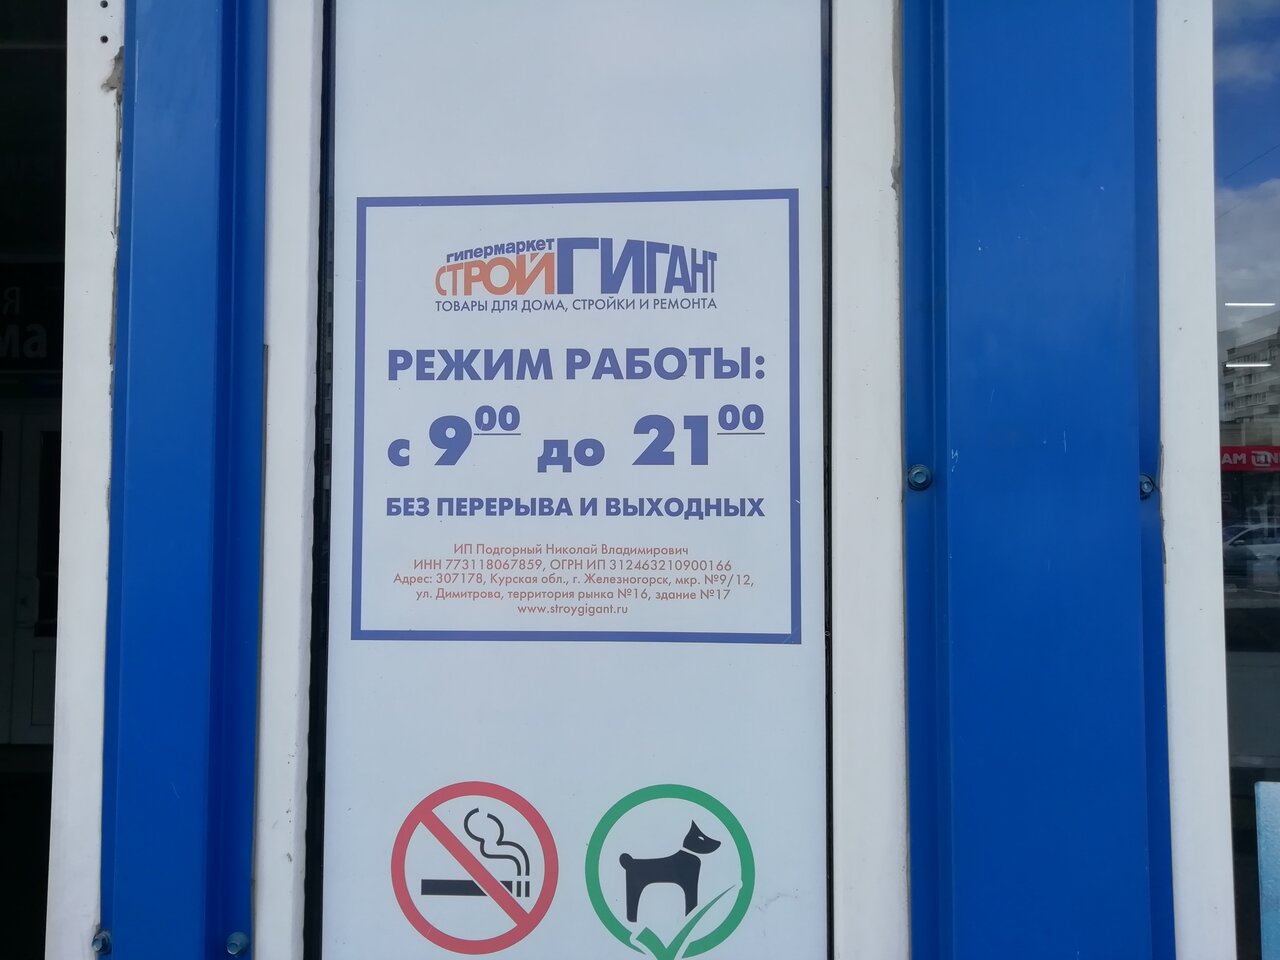 гипермаркет
СТРОЙГИГАНТ
ТОВАРЫ ДЛЯ ДОМА, СТРОЙКИ И РЕМОНТА
РЕЖИМ РАБОТЫ:
с 9⁰⁰ до 21⁰⁰
БЕЗ ПЕРЕРЫВА И ВЫХОДНЫХ
ИП Подгорный Николай Владимирович
ИНН 773118067859, ОГРН ИП 312463210900166
Адрес: 307178, Курская обл., г. Железногорск, мкр. №9/12,
ул. Димитрова, территория рынка №16, здание №17
www.stroygigant.ru